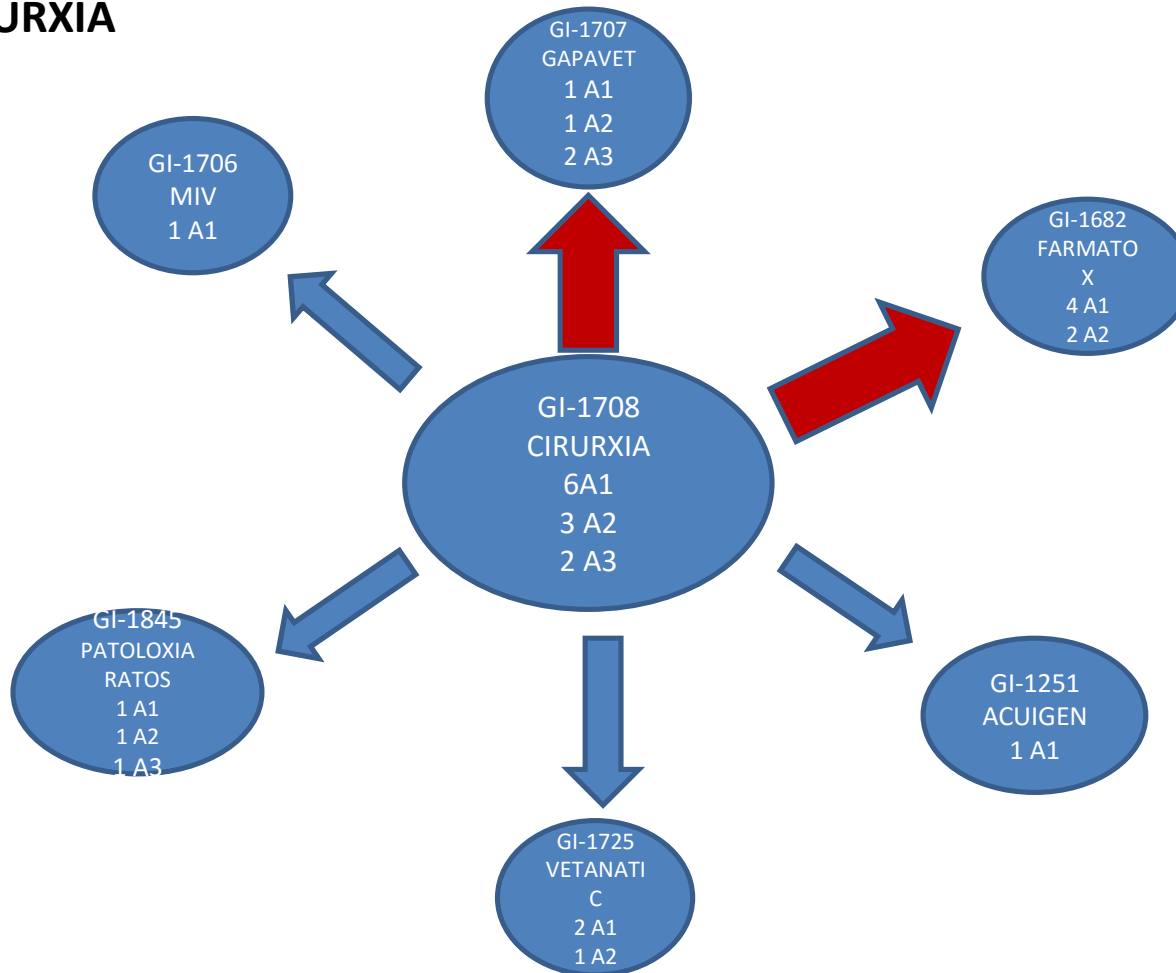 URXIA
GI-1707
GAPAVET
1 A1
1 A2
2 A3
GI-1706
MIV
1 A1
GI-1682
FARMATO
X
4 A1
2 A2
GI-1708
CIRURXIA
6A1
3 A2
2 A3
GI-1845
PATOLOXIA
RATOS
1 A1
1 A2
1 A3
GI-1251
ACUIGEN
1 A1
GI-1725
VETANATI
C
2 A1
1 A2